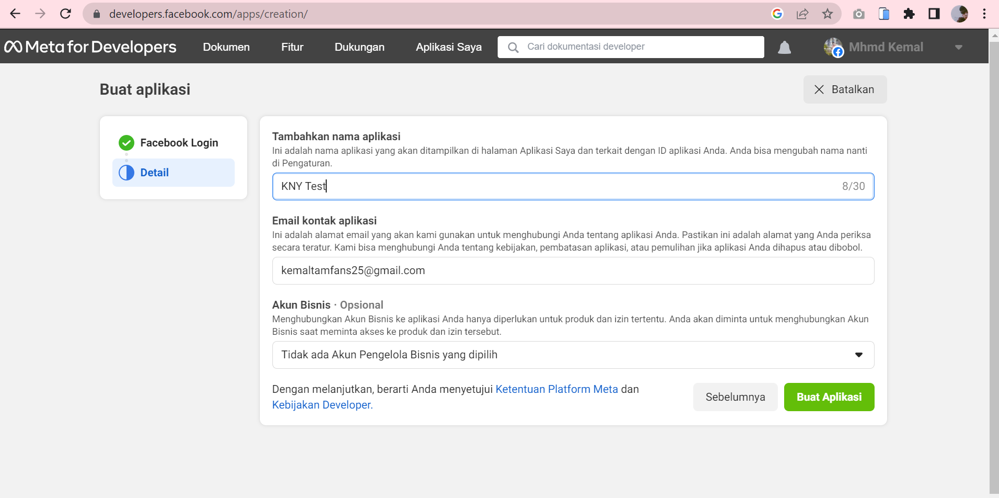 developers.facebook.com/apps/creation/
Meta for Developers Dokumen Fitur Dukungan Aplikasi Saya Cari dokumentasi developer Mhmd Kemal
Buat aplikasi
Batalkan
Facebook Login
Detail
Tambahkan nama aplikasi
Ini adalah nama aplikasi yang akan ditampilkan di halaman Aplikasi Saya dan terkait dengan ID aplikasi Anda. Anda bisa mengubah nama nanti
di Pengaturan.
KNY Test 8/30
Email kontak aplikasi
Ini adalah alamat email yang akan kami gunakan untuk menghubungi Anda tentang aplikasi Anda. Pastikan ini adalah alamat yang Anda periksa
secara teratur. Kami bisa menghubungi Anda tentang kebijakan, pembatasan aplikasi, atau pemulihan jika aplikasi Anda dihapus atau dibobol.
kemaltamfans25@gmail.com
Akun Bisnis · Opsional
Menghubungkan Akun Bisnis ke aplikasi Anda hanya diperlukan untuk produk dan izin tertentu. Anda akan diminta untuk menghubungkan Akun
Bisnis saat meminta akses ke produk dan izin tersebut.
Tidak ada Akun Pengelola Bisnis yang dipilih
Dengan melanjutkan, berarti Anda menyetujui Ketentuan Platform Meta dan
Kebijakan Developer.
Sebelumnya
Buat Aplikasi